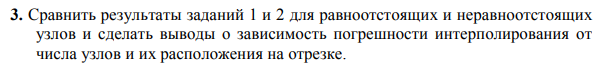 3. Сравнить результаты заданий 1 и 2 для равноотстоящих и неравноотстоящих
узлов и сделать выводы о зависимость погрешности интерполирования от
числа узлов и их расположения на отрезке.